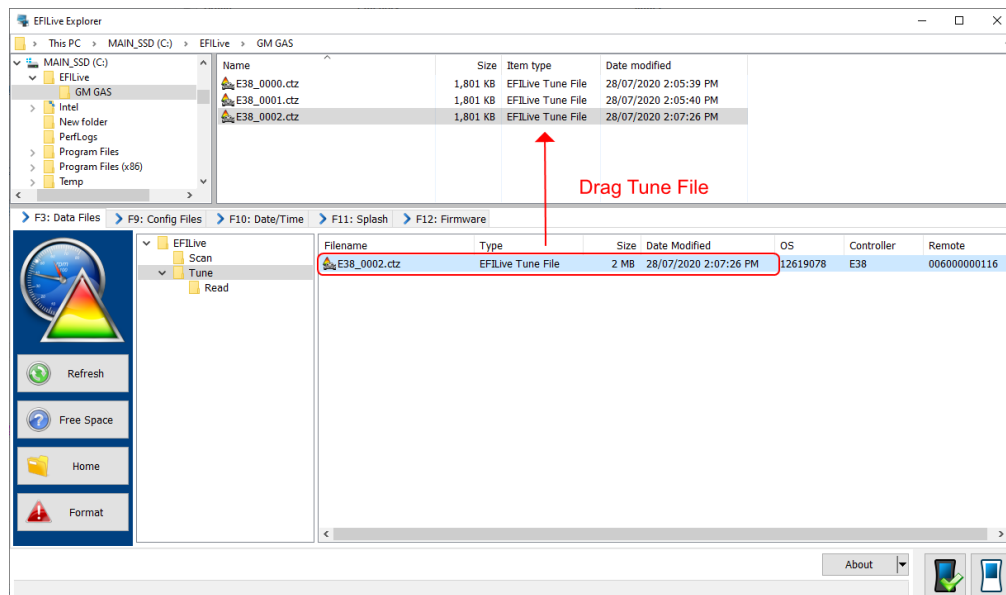 EFILive Explorer
This PC > MAIN_SSD (C:) > EFILive > GM GAS
MAIN_SSD (C:)
EFILive
GM GAS
Intel
New folder
PerfLogs
Program Files
Program Files (x86)
Temp
Name Size Item type Date modified
E38_0000.ctz 1,801 KB EFILive Tune File 28/07/2020 2:05:39 PM
E38_0001.ctz 1,801 KB EFILive Tune File 28/07/2020 2:05:40 PM
E38_0002.ctz 1,801 KB EFILive Tune File 28/07/2020 2:07:26 PM
Drag Tune File
F3: Data Files F9: Config Files F10: Date/Time F11: Splash F12: Firmware
Refresh
Free Space
Home
Format
EFILive
Scan
Tune
Read
Filename Type Size Date Modified OS Controller Remote
E38_0002.ctz EFILive Tune File 2 MB 28/07/2020 2:07:26 PM 12619078 E38 006000000116
About